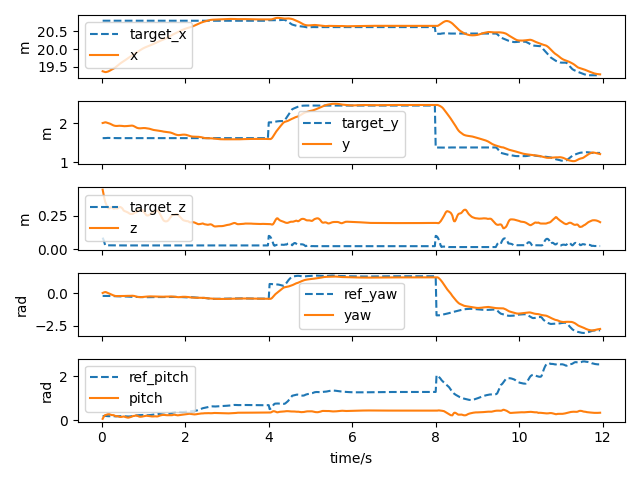 m
20.5
20.0
19.5
target_x
x
m
2
1
target_y
y
m
0.25
0.00
target_z
z
rad
0.0
−2.5
ref_yaw
yaw
rad
2
0
ref_pitch
pitch
0 2 4 6 8 10 12
time/s